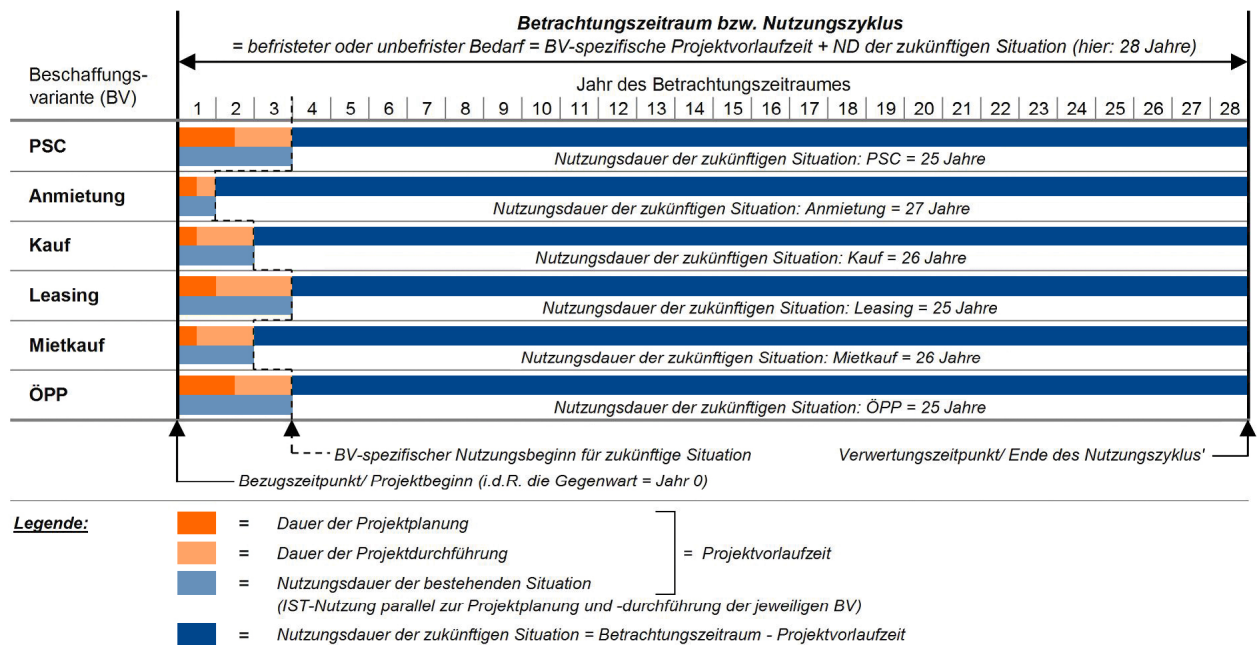 Betrachtungszeitraum bzw. Nutzungszyklus
= befristeter oder unbefrister Bedarf = BV-spezifische Projektvorlaufzeit + ND der zukünftigen Situation (hier: 28 Jahre)
Beschaffungs-
variante (BV)
Jahr des Betrachtungszeitraumes
1 2 3 4 5 6 7 8 9 10 11 12 13 14 15 16 17 18 19 20 21 22 23 24 25 26 27 28
PSC
Nutzungsdauer der zukünftigen Situation: PSC = 25 Jahre
Anmietung
Nutzungsdauer der zukünftigen Situation: Anmietung = 27 Jahre
Kauf
Nutzungsdauer der zukünftigen Situation: Kauf = 26 Jahre
Leasing
Nutzungsdauer der zukünftigen Situation: Leasing = 25 Jahre
Mietkauf
Nutzungsdauer der zukünftigen Situation: Mietkauf = 26 Jahre
ÖPP
Nutzungsdauer der zukünftigen Situation: ÖPP = 25 Jahre
BV-spezifischer Nutzungsbeginn für zukünftige Situation
Verwertungszeitpunkt/ Ende des Nutzungszyklus'
Bezugszeitpunkt/ Projektbeginn (i.d.R. die Gegenwart = Jahr 0)
Legende:
= Dauer der Projektplanung
= Dauer der Projektdurchführung
= Projektvorlaufzeit
= Nutzungsdauer der bestehenden Situation
(IST-Nutzung parallel zur Projektplanung und -durchführung der jeweiligen BV)
= Nutzungsdauer der zukünftigen Situation = Betrachtungszeitraum - Projektvorlaufzeit